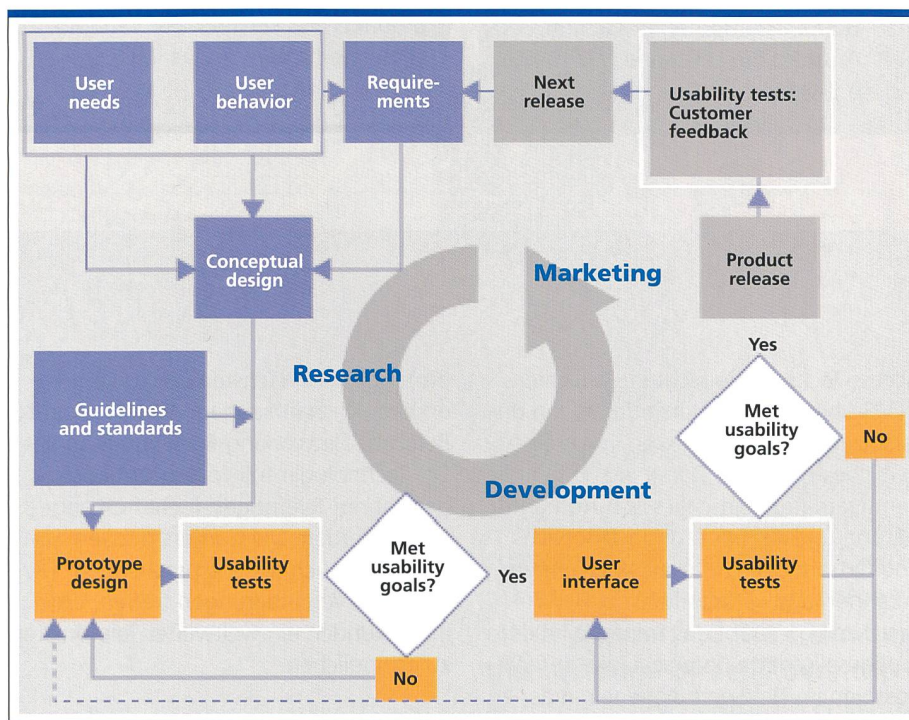 User
needs
User
behavior
Require-
ments
Next
release
Usability tests:
Customer
feedback
Conceptual
design
Marketing
Product
release
Research
Yes
Guidelines
and standards
Met
usability
goals?
No
Development
Prototype
design
Usability
tests
Met
usability
goals?
Yes
User
interface
Usability
tests
No